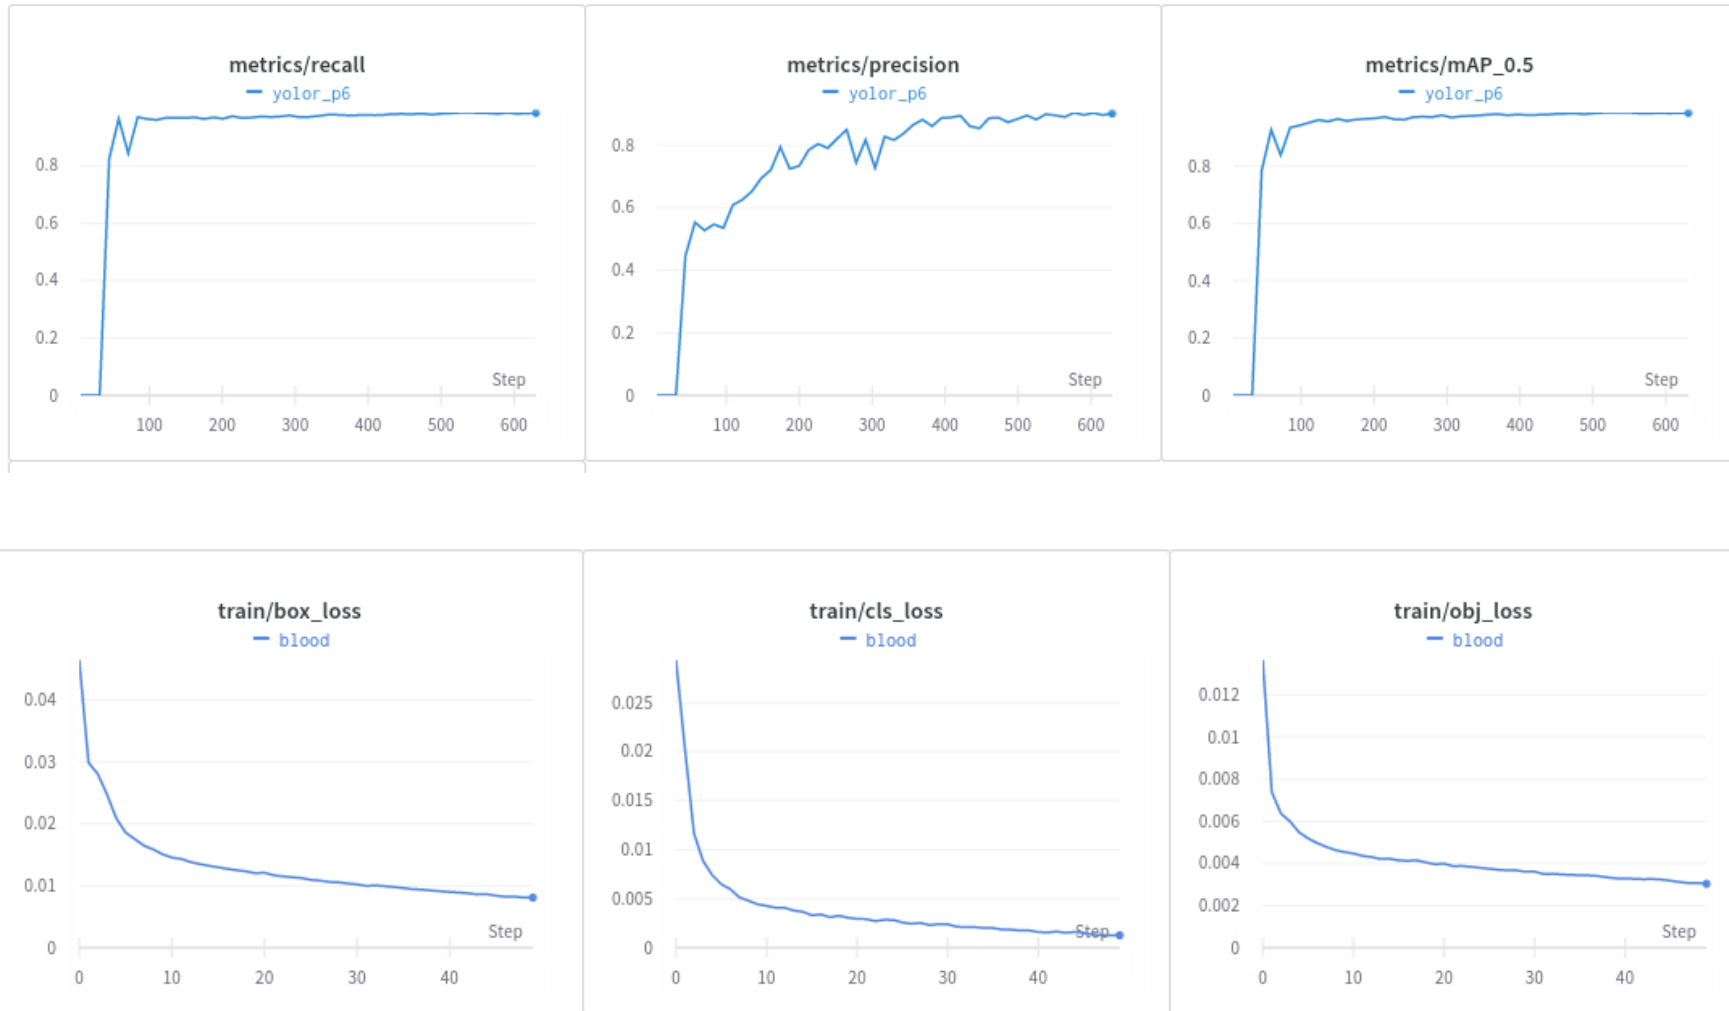 metrics/recall
yolor_p6
0.8
0.6
0.4
0.2
0
Step
100 200 300 400 500 600
metrics/precision
yolor_p6
0.8
0.6
0.4
0.2
0
Step
100 200 300 400 500 600
metrics/mAP_0.5
yolor_p6
0.8
0.6
0.4
0.2
0
Step
100 200 300 400 500 600
train/box_loss
blood
0.04
0.03
0.02
0.01
0
Step
0 10 20 30 40
train/cls_loss
blood
0.025
0.02
0.015
0.01
0.005
0
Step
0 10 20 30 40
train/obj_loss
blood
0.012
0.01
0.008
0.006
0.004
0.002
0
Step
0 10 20 30 40